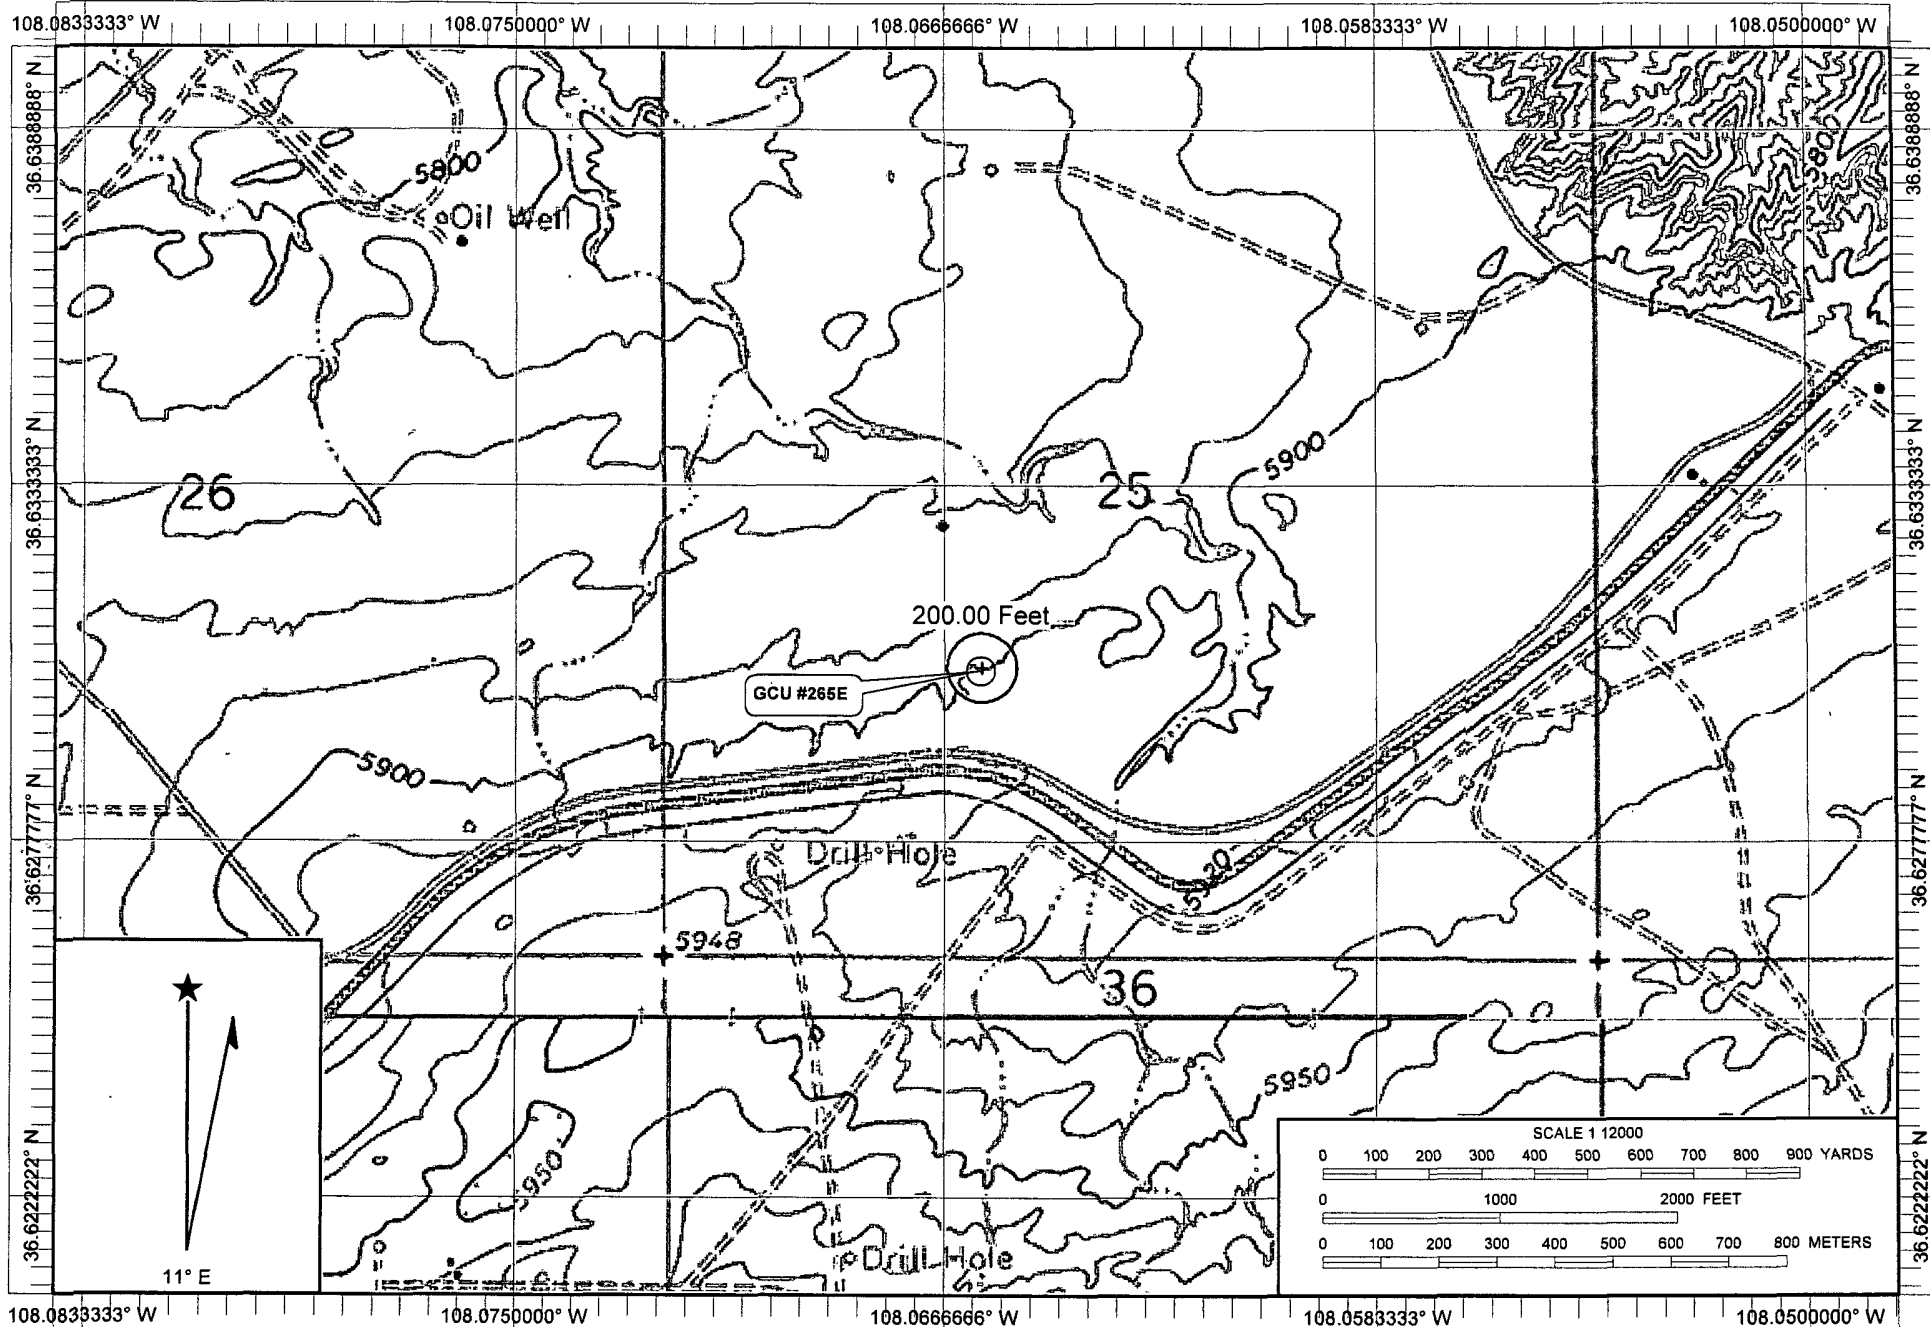 108.0833333° W 108.0750000° W 108.0666666° W 108.0583333° W 108.0500000° W
36.6388888° N
36.6388888° N
5800
5800
Oil Well
5900
26
25
36.6333333° N
36.6333333° N
200.00 Feet
GCU #265E
5900
36.6277777° N
36.6277777° N
Drill Hole
5948
36
5950
5950
11° E
Drill Hole
SCALE 1 12000
0 100 200 300 400 500 600 700 800 900 YARDS
0 1000 2000 FEET
0 100 200 300 400 500 600 700 800 METERS
36.6222222° N
36.6222222° N
108.0833333° W 108.0750000° W 108.0666666° W 108.0583333° W 108.0500000° W